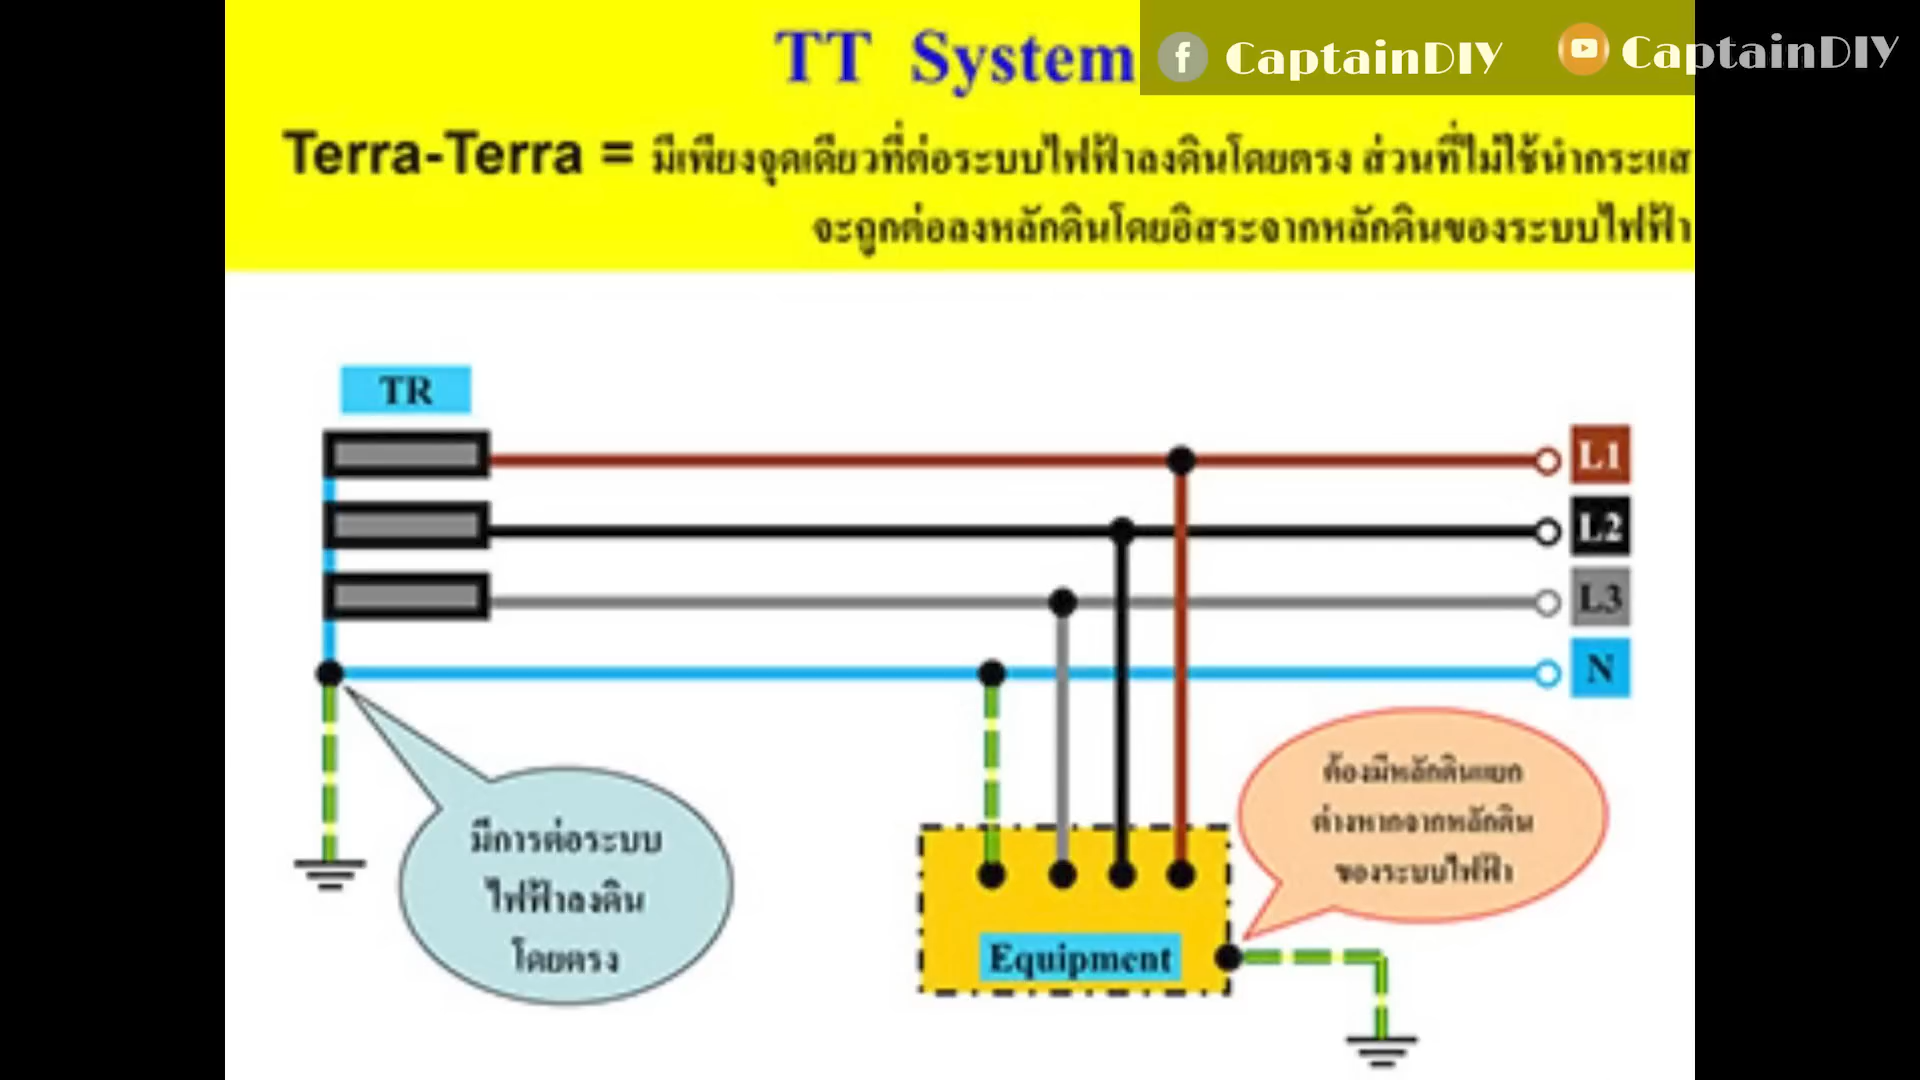 TT System
CaptainDIY
CaptainDIY
Terra-Terra = มีเพียงจุดเดียวที่ต่อระบบไฟฟ้าลงดินโดยตรง ส่วนที่ไม่ใช้นำกระแส
จะถูกต่อลงหลักดินโดยอิสระจากหลักดินของระบบไฟฟ้า
TR
L1
L2
L3
N
มีการต่อระบบ
ไฟฟ้าลงดิน
โดยตรง
ต้องมีหลักดินแยก
ต่างหากจากหลักดิน
ของระบบไฟฟ้า
Equipment